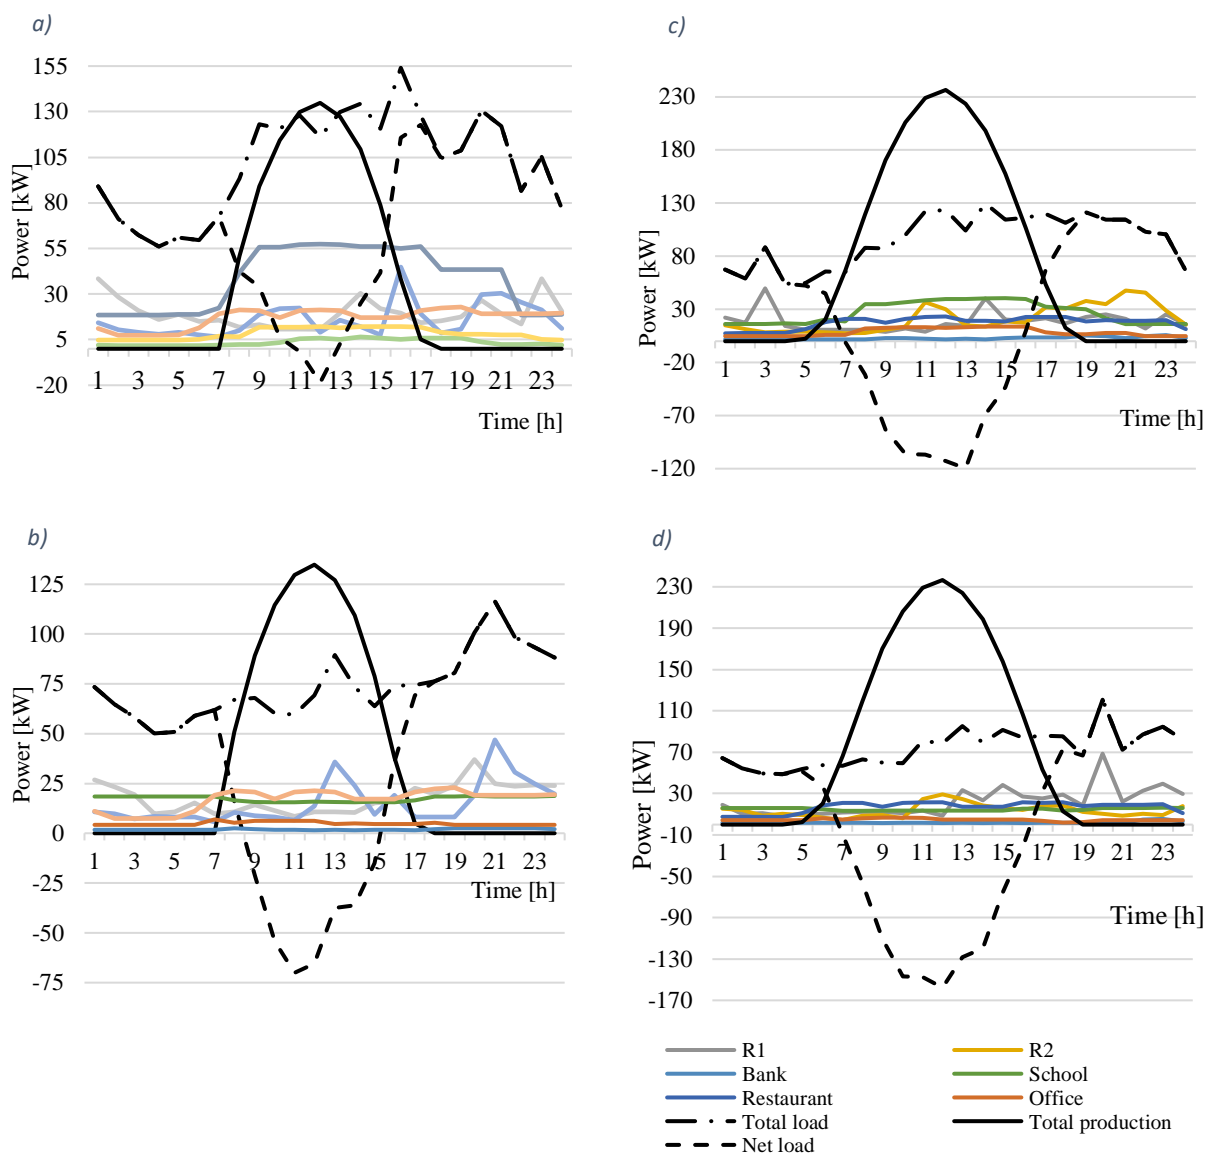 a)
155
130
105
80
55
30
5
-20
Power [kW]
1 3 5 7 9 11 13 15 17 19 21 23
Time [h]
c)
230
180
130
80
30
-20
-70
-120
Power [kW]
1 3 5 7 9 11 13 15 17 19 21 23
Time [h]
b)
125
100
75
50
25
0
-25
-50
-75
Power [kW]
1 3 5 7 9 11 13 15 17 19 21 23
Time [h]
d)
230
190
150
110
70
30
-10
-50
-90
-130
-170
Power [kW]
1 3 5 7 9 11 13 15 17 19 21 23
Time [h]
R1 R2
Bank School
Restaurant Office
Total load Total production
Net load